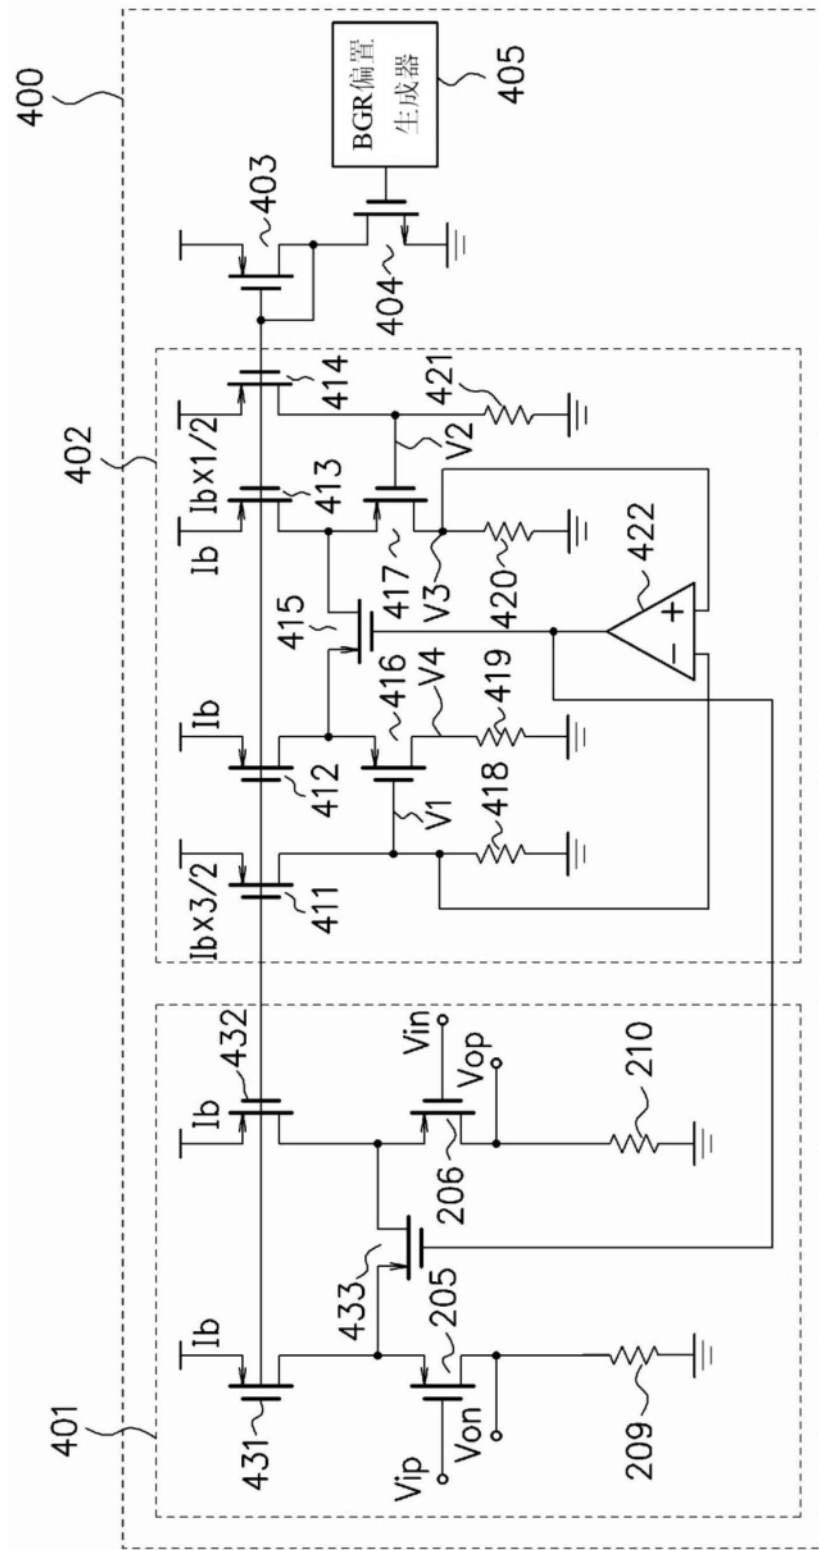 400
BGR偏置
生成器
405
403
404
402
Ib×1/2
414
421
V2
Ib
413
417
V3
420
415
422
+
−
Ib
412
416
V4
419
Ib×3/2
411
V1
418
401
Ib
432
Vin
Vop
206
210
433
Ib
431
205
Vip
Von
209